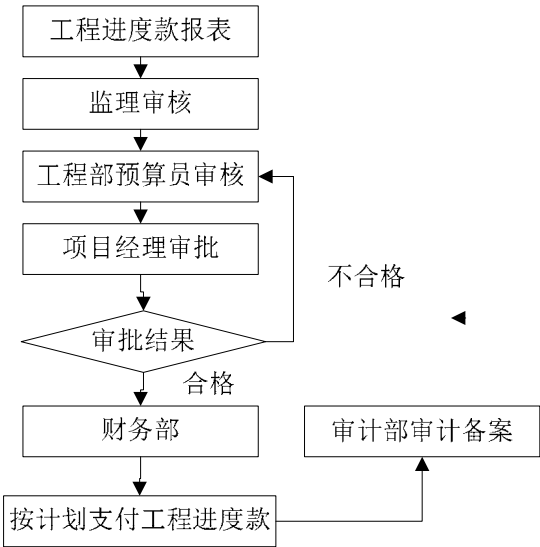 工程进度款报表
监理审核
工程部预算员审核
项目经理审批
不合格
审批结果
合格
财务部
审计部审计备案
按计划支付工程进度款